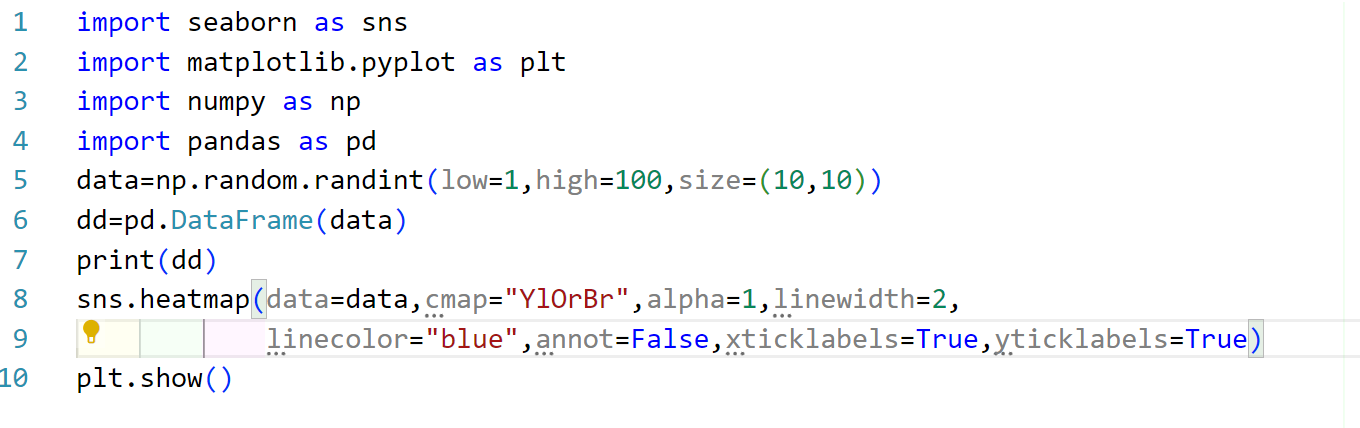 1 import seaborn as sns
2 import matplotlib.pyplot as plt
3 import numpy as np
4 import pandas as pd
5 data=np.random.randint(low=1,high=100,size=(10,10))
6 dd=pd.DataFrame(data)
7 print(dd)
8 sns.heatmap(data=data,cmap="YlOrBr",alpha=1,linewidth=2,
9             linecolor="blue",annot=False,xticklabels=True,yticklabels=True)
10 plt.show()